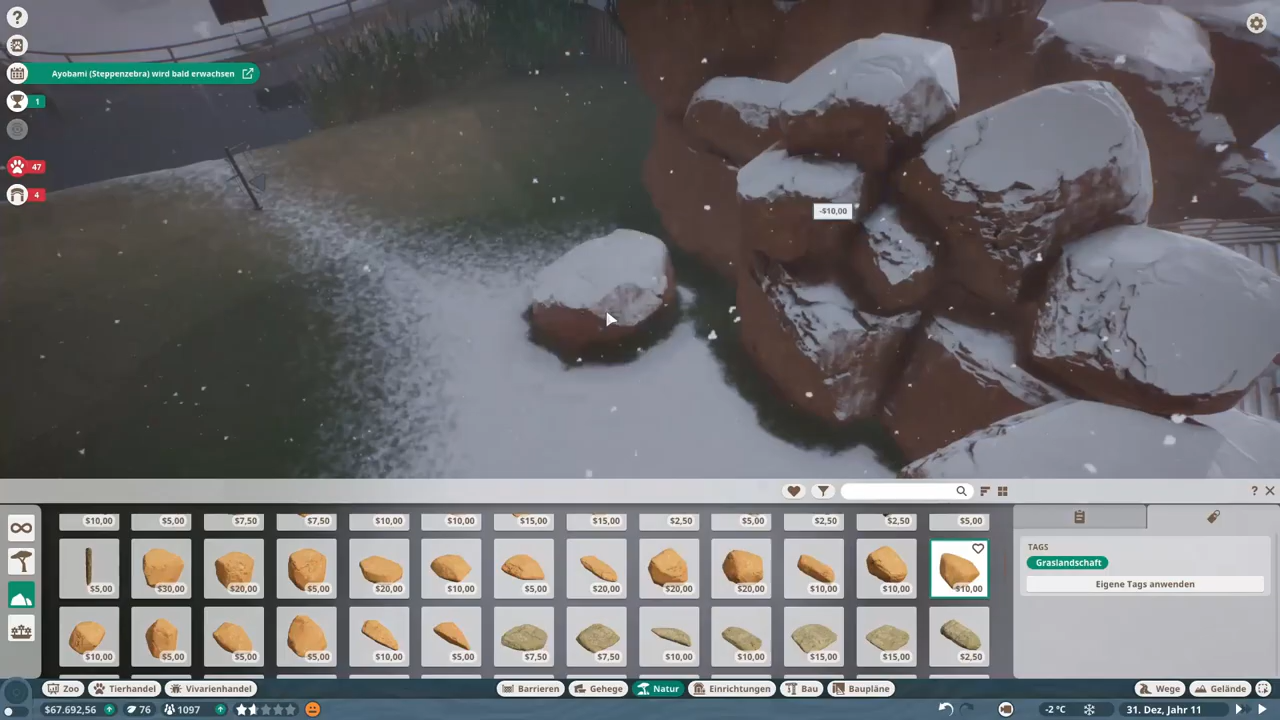 ?
Ayobami (Steppenzebra) wird bald erwachsen
1
47
4
-$10,00
? ×
$10,00 $5,00 $7,50 $7,50 $10,00 $10,00 $15,00 $15,00 $2,50 $5,00 $2,50 $2,50 $5,00
$5,00 $30,00 $20,00 $5,00 $20,00 $10,00 $5,00 $20,00 $20,00 $20,00 $10,00 $10,00 $10,00
$10,00 $5,00 $5,00 $5,00 $10,00 $5,00 $7,50 $7,50 $10,00 $10,00 $15,00 $15,00 $2,50
TAGS
Graslandschaft
Eigene Tags anwenden
Zoo Tierhandel Vivarienhandel Barrieren Gehege Natur Einrichtungen Bau Baupläne Wege Gelände
$67.692,56 76 1097 -2 °C 31. Dez, Jahr 11